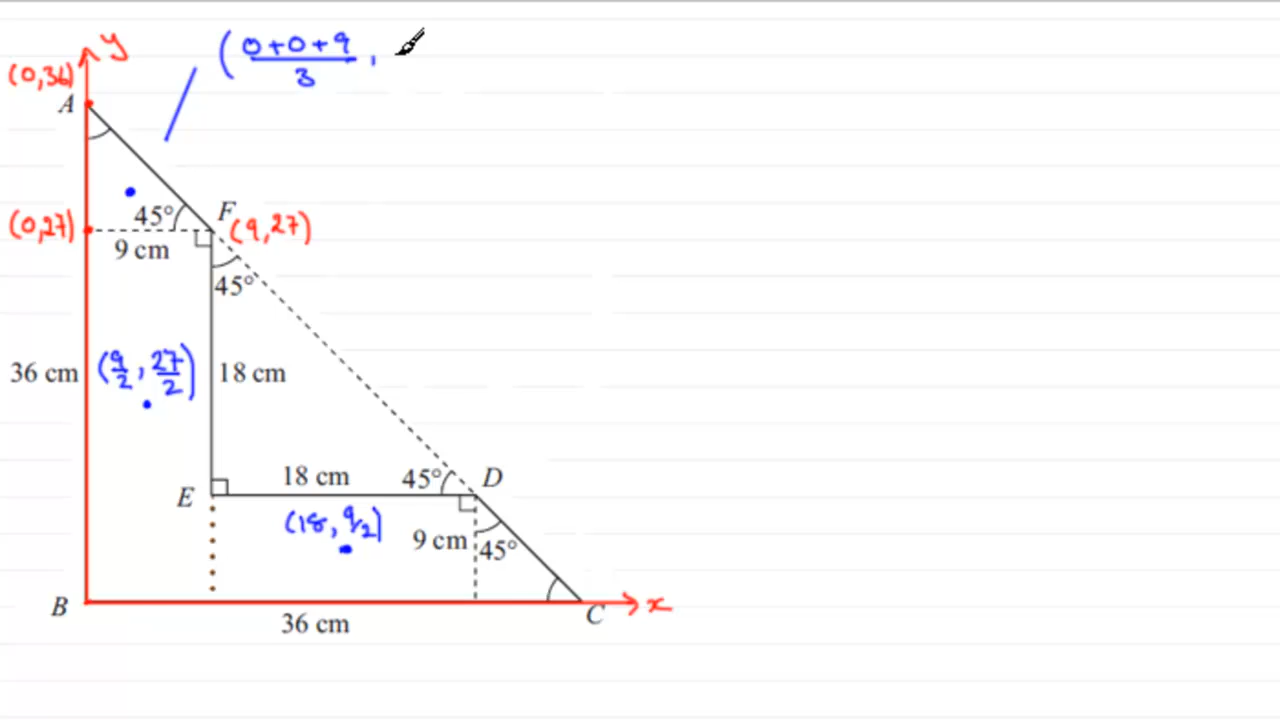 y
(0,36)
(0+0+9
3
,
A
45°
F
(0,27)
(9,27)
9 cm
45°
36 cm
(9/2, 27/2)
18 cm
18 cm
45°
D
E
(18, 9/2)
9 cm
45°
B
x
C
36 cm